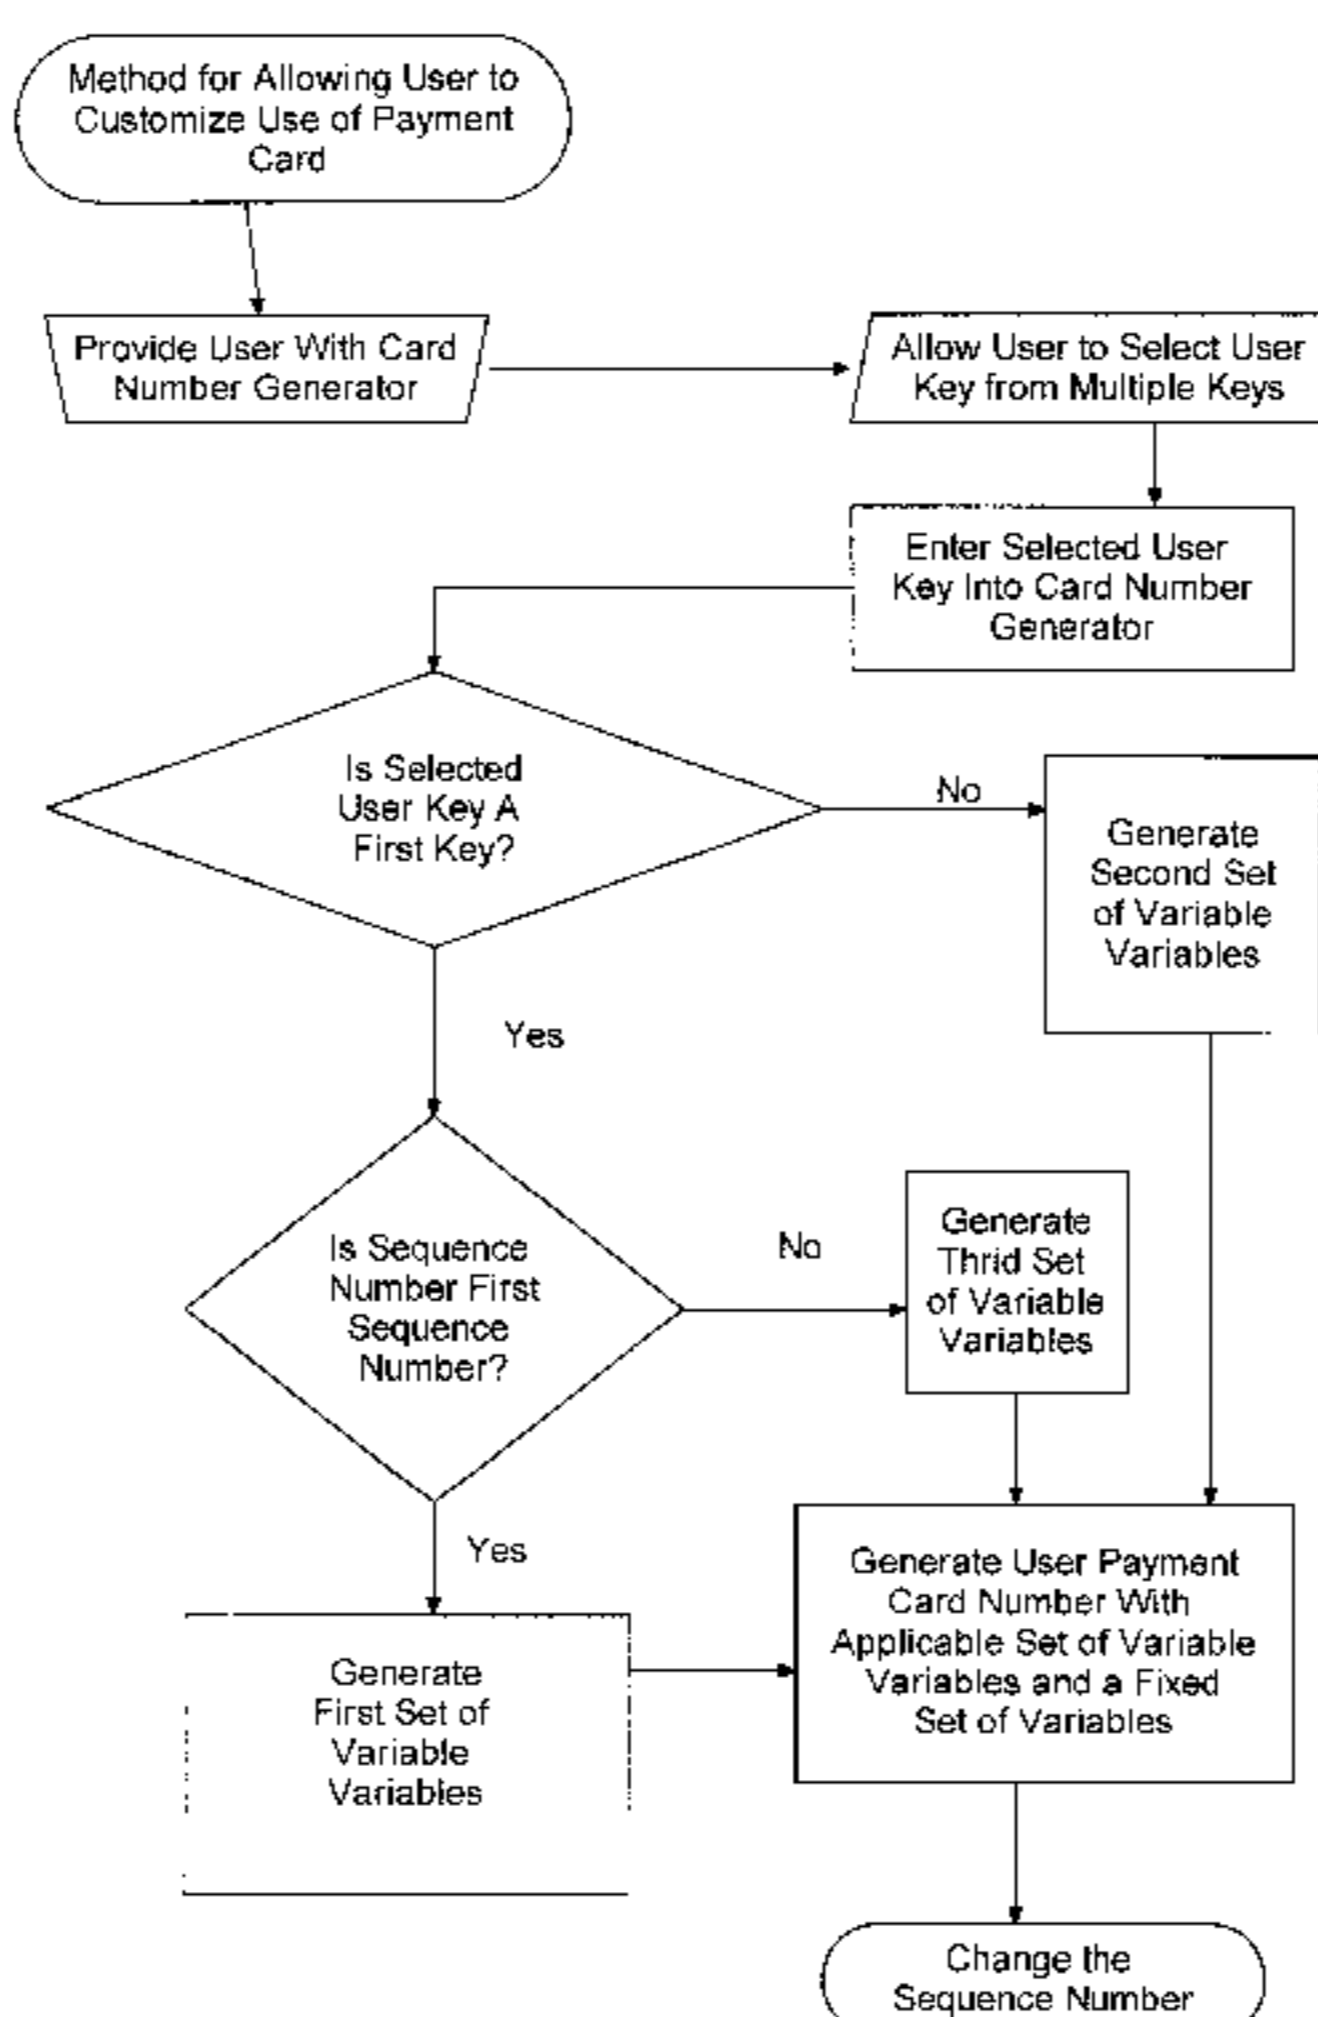 Method for Allowing User to
Customize Use of Payment
Card
Provide User With Card
Number Generator
Allow User to Select User
Key from Multiple Keys
Enter Selected User
Key Into Card Number
Generator
Is Selected
User Key A
First Key?
No
Generate
Second Set
of Variable
Variables
Yes
Is Sequence
Number First
Sequence
Number?
No
Generate
Thrid Set
of Variable
Variables
Yes
Generate
First Set of
Variable
Variables
Generate User Payment
Card Number With
Applicable Set of Variable
Variables and a Fixed
Set of Variables
Change the
Sequence Number